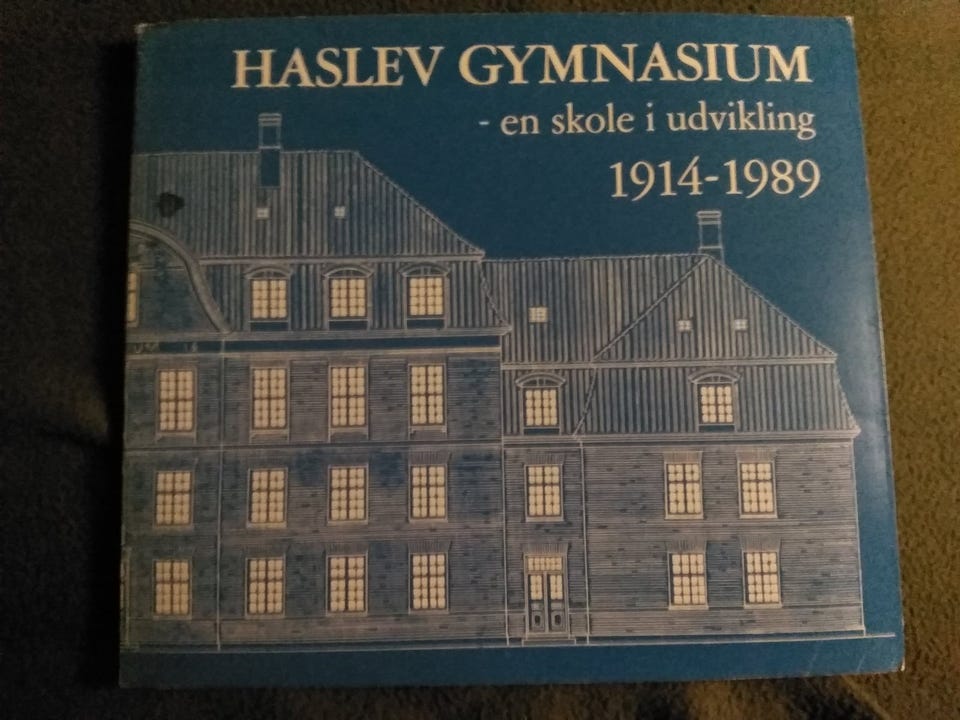 HASLEV GYMNASIUM
- en skole i udvikling
1914-1989